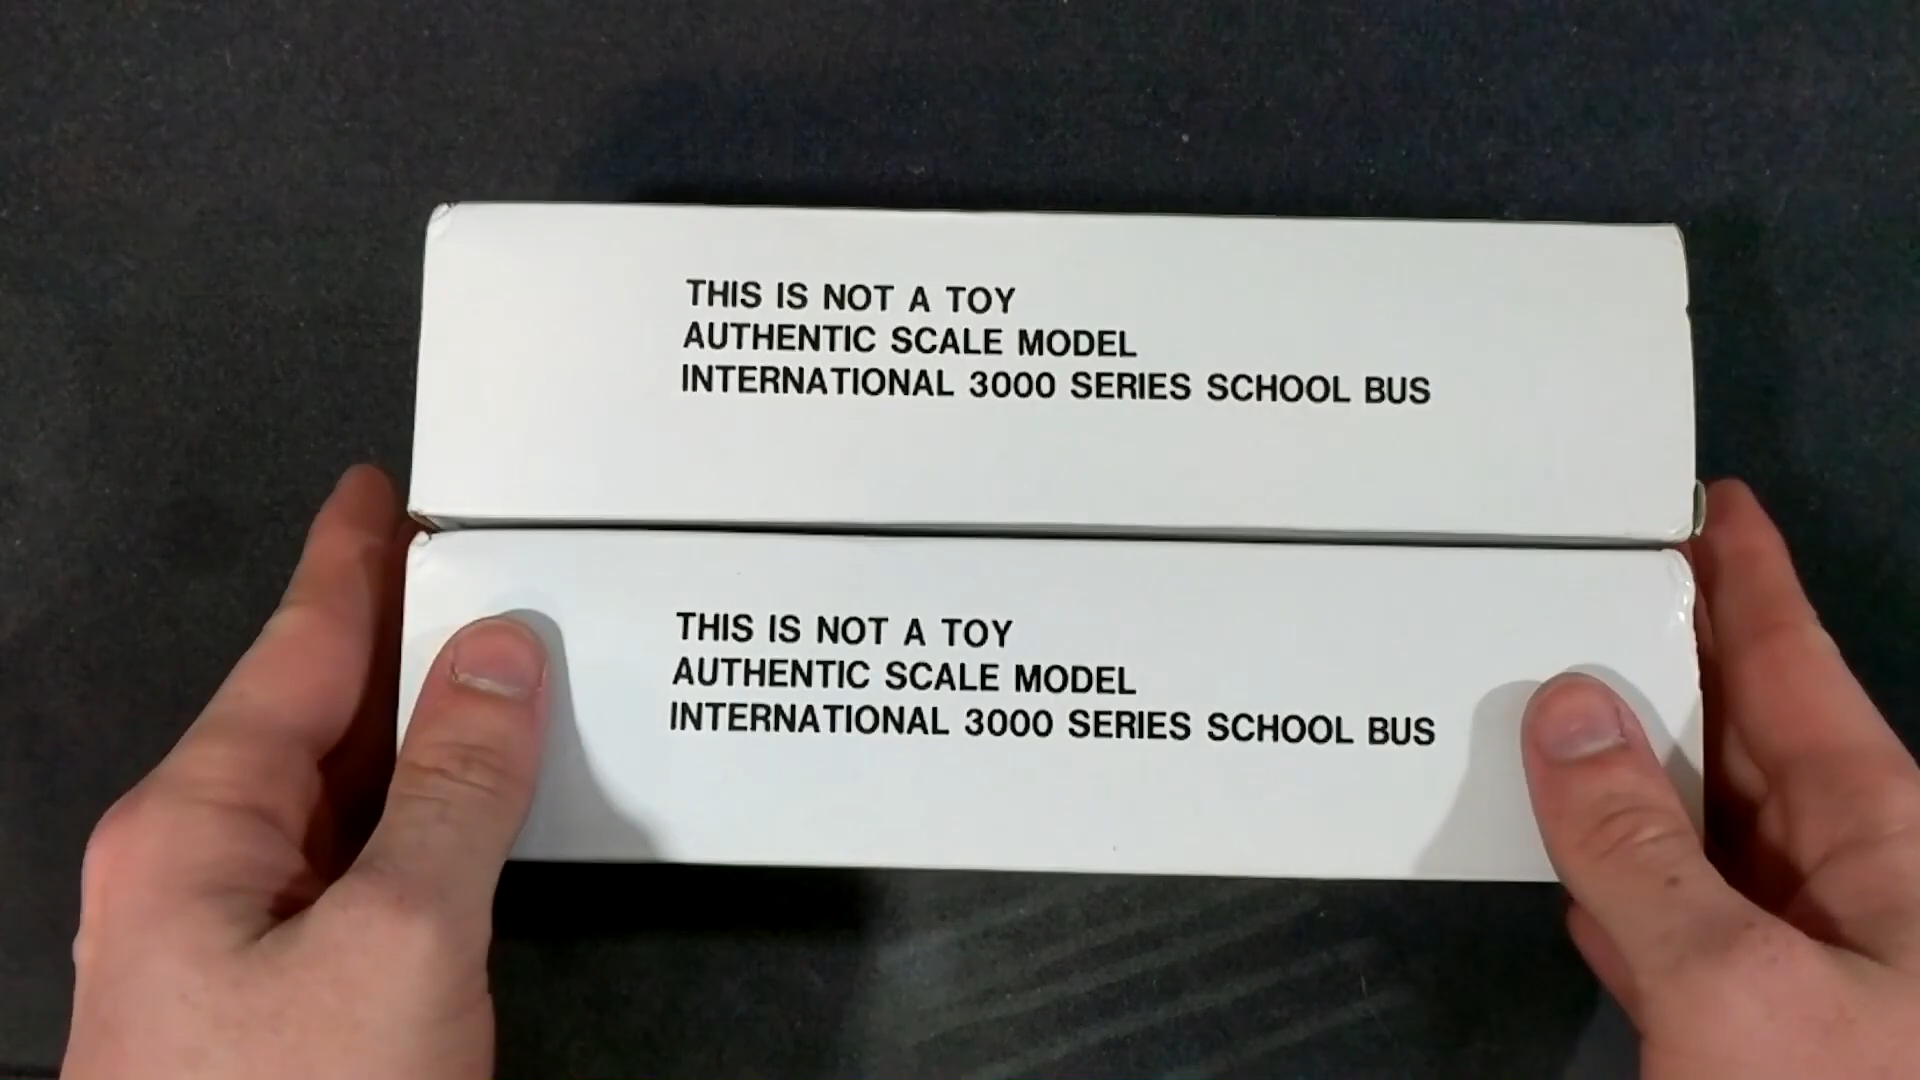 THIS IS NOT A TOY
AUTHENTIC SCALE MODEL
INTERNATIONAL 3000 SERIES SCHOOL BUS
THIS IS NOT A TOY
AUTHENTIC SCALE MODEL
INTERNATIONAL 3000 SERIES SCHOOL BUS